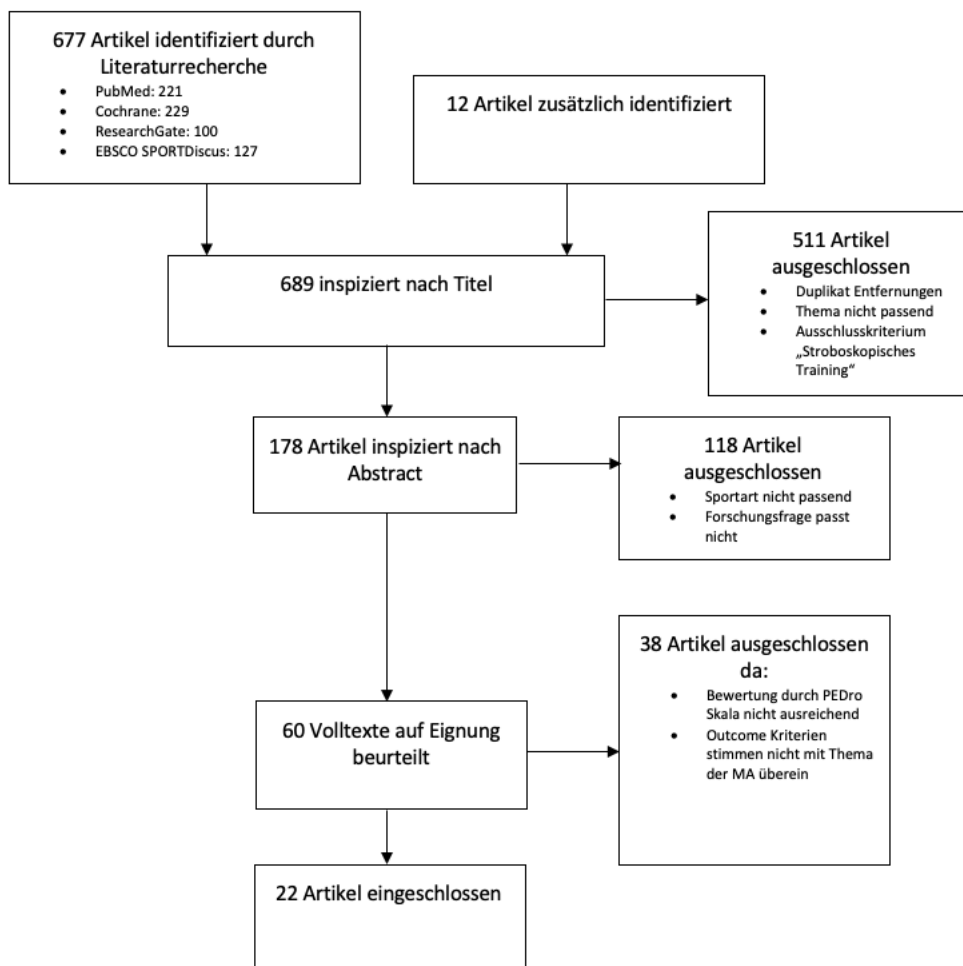 677 Artikel identifiziert durch
Literaturrecherche
• PubMed: 221
• Cochrane: 229
• ResearchGate: 100
• EBSCO SPORTDiscus: 127
12 Artikel zusätzlich identifiziert
689 inspiziert nach Titel
511 Artikel
ausgeschlossen
• Duplikat Entfernungen
• Thema nicht passend
• Ausschlusskriterium
„Stroboskopisches
Training“
178 Artikel inspiziert nach
Abstract
118 Artikel
ausgeschlossen
• Sportart nicht passend
• Forschungsfrage passt
nicht
60 Volltexte auf Eignung
beurteilt
38 Artikel ausgeschlossen
da:
• Bewertung durch PEDro
Skala nicht ausreichend
• Outcome Kriterien
stimmen nicht mit Thema
der MA überein
22 Artikel eingeschlossen